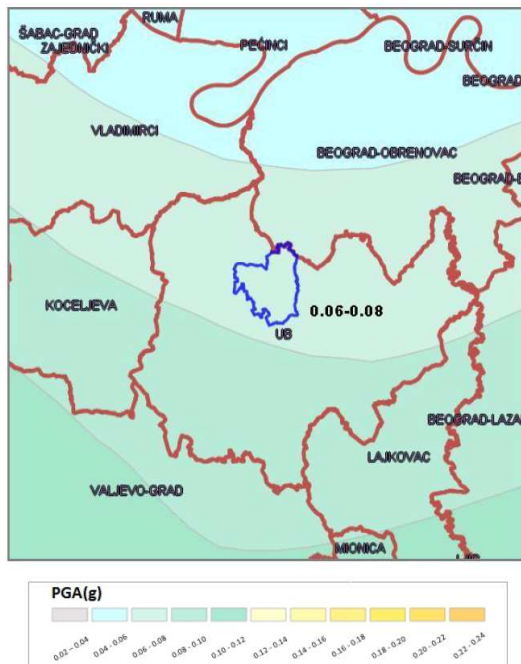 RUMA
ŠABAC-GRAD
ZAJEDNIČKI
PEĆINCI
BEOGRAD-SURČIN
BEOGRAD
VLADIMIRCI
BEOGRAD-OBRENOVAC
BEOGRAD-B
KOCELJEVA
0.06-0.08
UB
BEOGRAD-LAZA
LAJKOVAC
VALJEVO-GRAD
MIONICA
PGA(g)
0.02 – 0.04
0.04 – 0.06
0.06 – 0.08
0.08 – 0.10
0.10 – 0.12
0.12 – 0.14
0.14 – 0.16
0.16 – 0.18
0.18 – 0.20
0.20 – 0.22
0.22 – 0.24